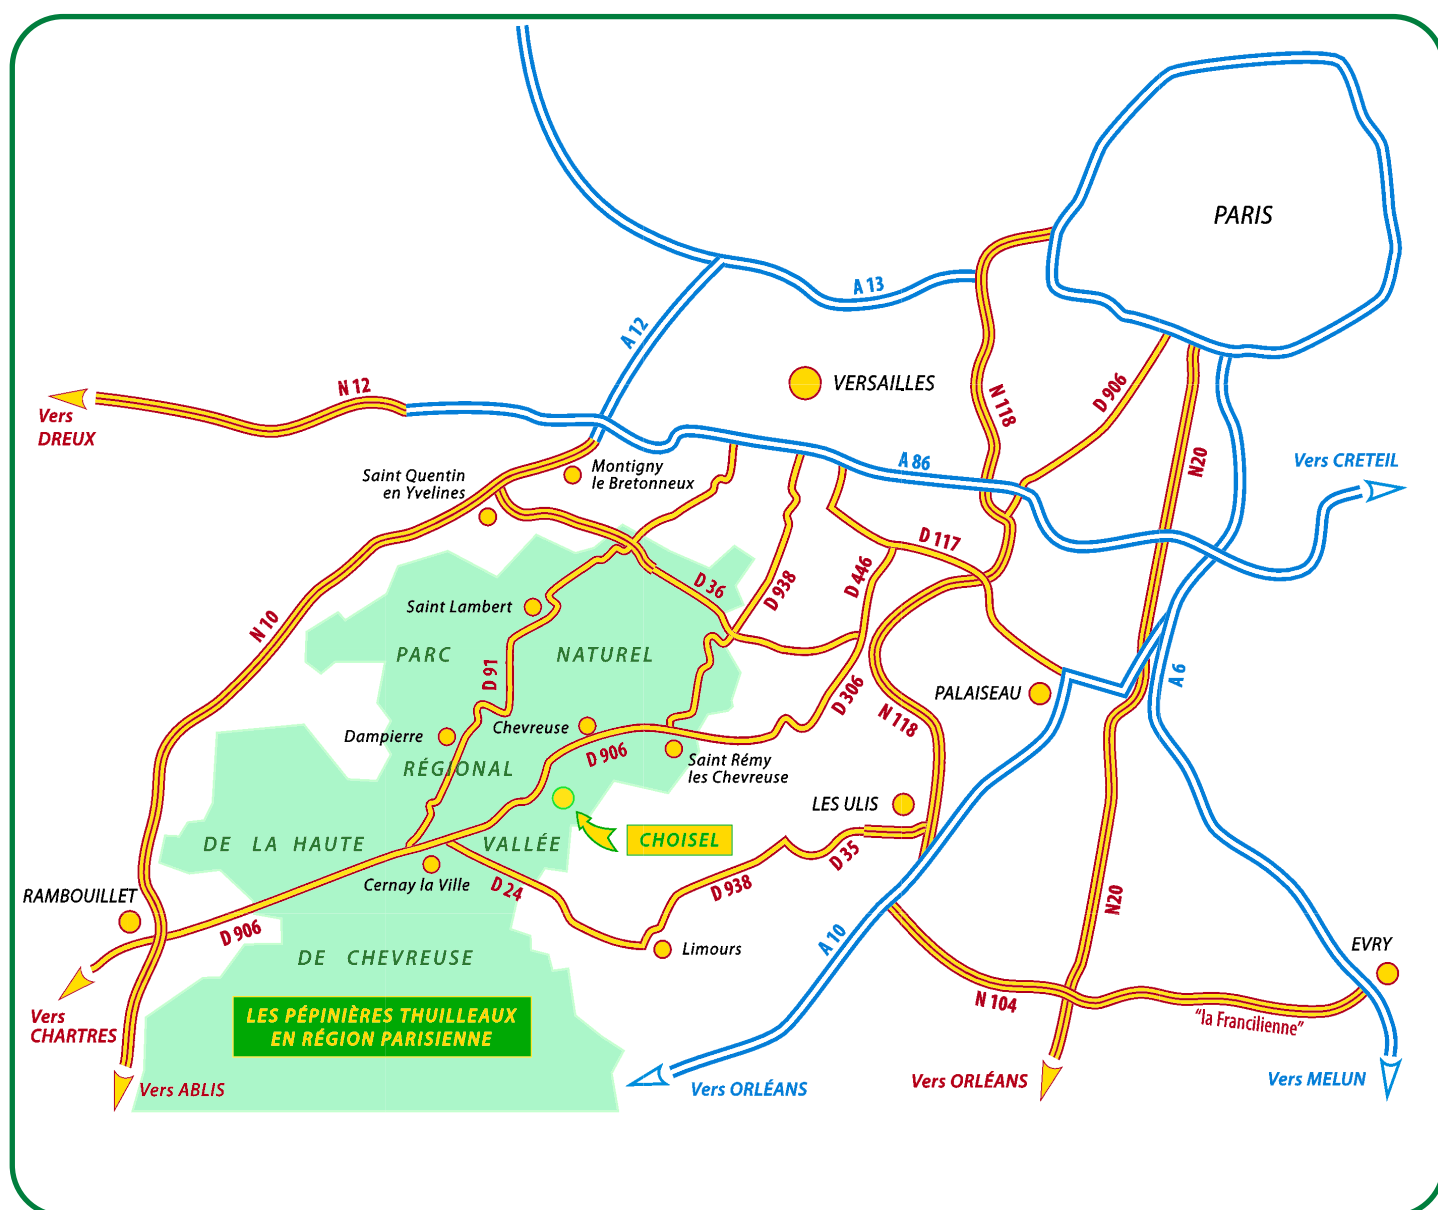 PARIS
A 13
A 12
N 12
Vers
DREUX
VERSAILLES
N 118
D 906
N20
A 86
Vers CRETEIL
Saint Quentin
en Yvelines
Montigny
le Bretonneux
D 117
D 36
D 938
D 446
Saint Lambert
N 10
PARC
NATUREL
D 91
A 6
PALAISEAU
D 306
N 118
Chevreuse
Dampierre
D 906
Saint Rémy
les Chevreuse
RÉGIONAL
LES ULIS
CHOISEL
DE LA HAUTE
VALLÉE
D 35
Cernay la Ville
D 24
D 938
RAMBOUILLET
N20
D 906
A 10
Limours
EVRY
DE CHEVREUSE
N 104
"la Francilienne"
Vers
CHARTRES
LES PÉPINIÈRES THUILLEAUX
EN RÉGION PARISIENNE
Vers ABLIS
Vers ORLÉANS
Vers ORLÉANS
Vers MELUN